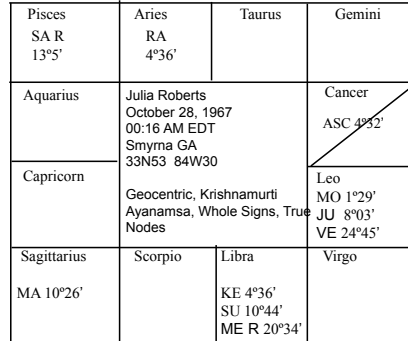 Pisces
SA R
13º5’
Aries
RA
4º36’
Taurus
Gemini
Aquarius
Julia Roberts
October 28, 1967
00:16 AM EDT
Smyrna GA
33N53 84W30
Geocentric, Krishnamurti
Ayanamsa, Whole Signs, True
Nodes
Cancer
ASC 4º32’
Capricorn
Leo
MO 1º29’
JU 8º03’
VE 24º45’
Sagittarius
MA 10º26’
Scorpio
Libra
KE 4º36’
SU 10º44’
ME R 20º34’
Virgo